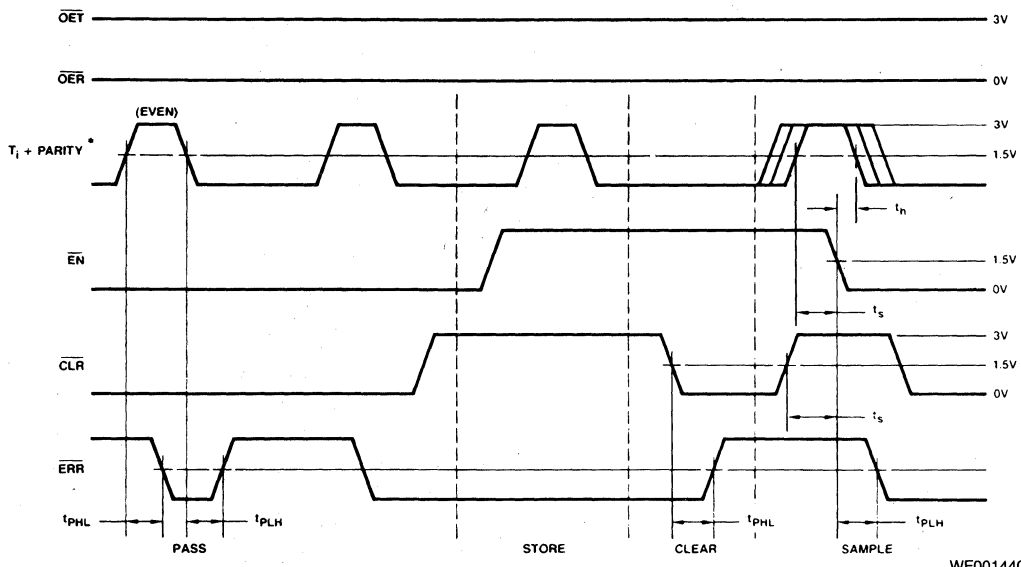 OET
3V
OER
0V
(EVEN)
3V
Ti + PARITY *
1.5V
th
EN
1.5V
0V
ts
3V
CLR
1.5V
0V
ts
ERR
tPHL
tPLH
tPHL
tPLH
PASS
STORE
CLEAR
SAMPLE